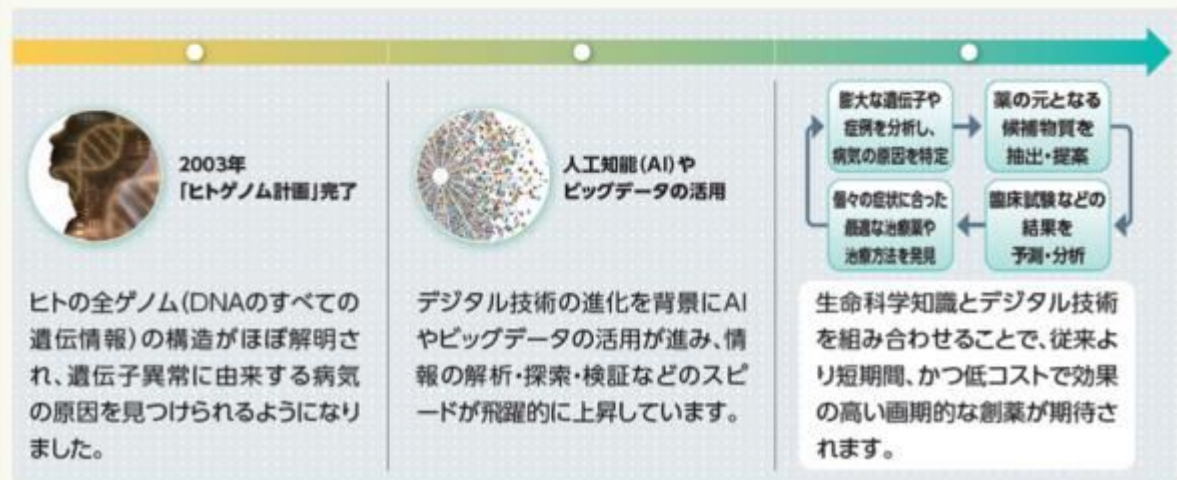 2003年
「ヒトゲノム計画」完了
ヒトの全ゲノム(DNAのすべての
遺伝情報)の構造がほぼ解明さ
れ、遺伝子異常に由来する病気
の原因を見つけられるようになり
ました。
人工知能(AI)や
ビッグデータの活用
デジタル技術の進化を背景にAI
やビッグデータの活用が進み、情
報の解析・探索・検証などのスピ
ードが飛躍的に上昇しています。
膨大な遺伝子や
症例を分析し、
病気の原因を特定
薬の元となる
候補物質を
抽出・提案
臨床試験などの
結果を
予測・分析
個々の症状に合った
最適な治療薬や
治療方法を発見
生命科学知識とデジタル技術
を組み合わせることで、従来よ
り短期間、かつ低コストで効果
の高い画期的な創薬が期待さ
れます。